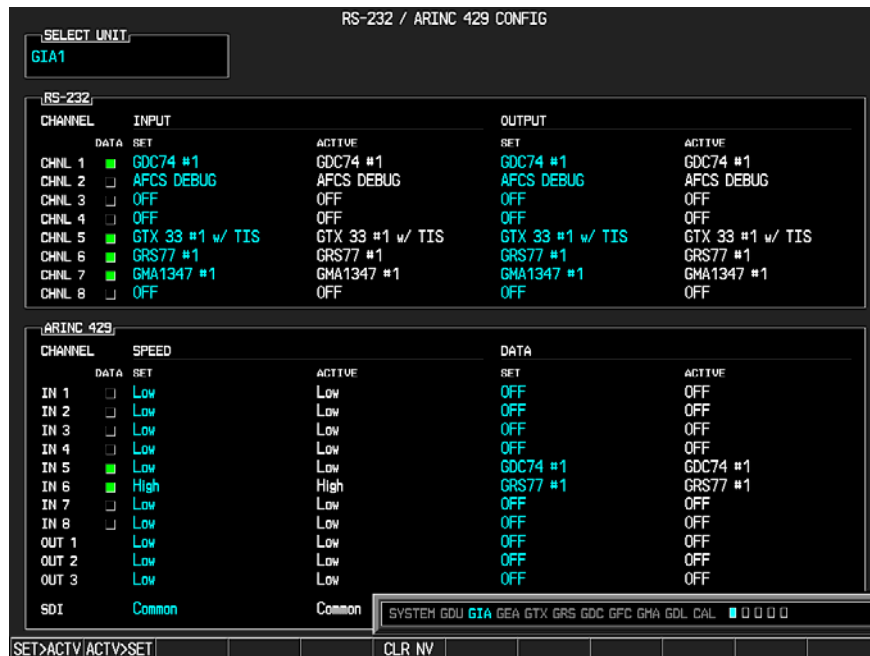 RS-232 / ARINC 429 CONFIG
SELECT UNIT
GIA1
RS-232
CHANNEL INPUT OUTPUT
DATA SET ACTIVE SET ACTIVE
CHNL 1 GDC74 #1 GDC74 #1 GDC74 #1 GDC74 #1
CHNL 2 AFCS DEBUG AFCS DEBUG AFCS DEBUG AFCS DEBUG
CHNL 3 OFF OFF OFF OFF
CHNL 4 OFF OFF OFF OFF
CHNL 5 GTX 33 #1 w/ TIS GTX 33 #1 w/ TIS GTX 33 #1 w/ TIS GTX 33 #1 w/ TIS
CHNL 6 GRS77 #1 GRS77 #1 GRS77 #1 GRS77 #1
CHNL 7 GMA1347 #1 GMA1347 #1 GMA1347 #1 GMA1347 #1
CHNL 8 OFF OFF OFF OFF
ARINC 429
CHANNEL SPEED DATA
DATA SET ACTIVE SET ACTIVE
IN 1 Low Low OFF OFF
IN 2 Low Low OFF OFF
IN 3 Low Low OFF OFF
IN 4 Low Low OFF OFF
IN 5 Low Low GDC74 #1 GDC74 #1
IN 6 High High GRS77 #1 GRS77 #1
IN 7 Low Low OFF OFF
IN 8 Low Low OFF OFF
OUT 1 Low Low OFF OFF
OUT 2 Low Low OFF OFF
OUT 3 Low Low OFF OFF
SDI Common Common
SYSTEM GDU GIA GEA GTX GRS GDC GFC GMA GDL CAL
SET>ACTV ACTV>SET CLR NV